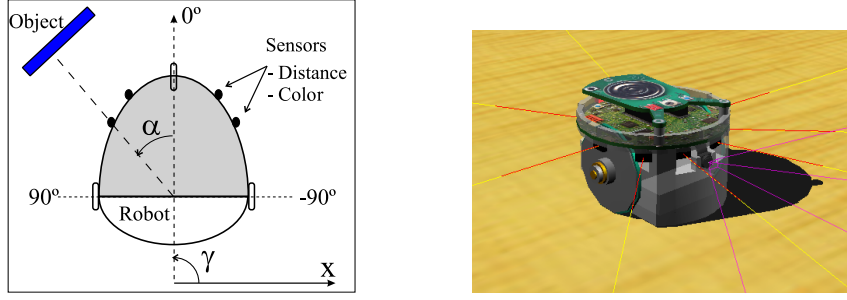 Object
0º
Sensors
- Distance
- Color
α
90º
-90º
Robot
γ
X